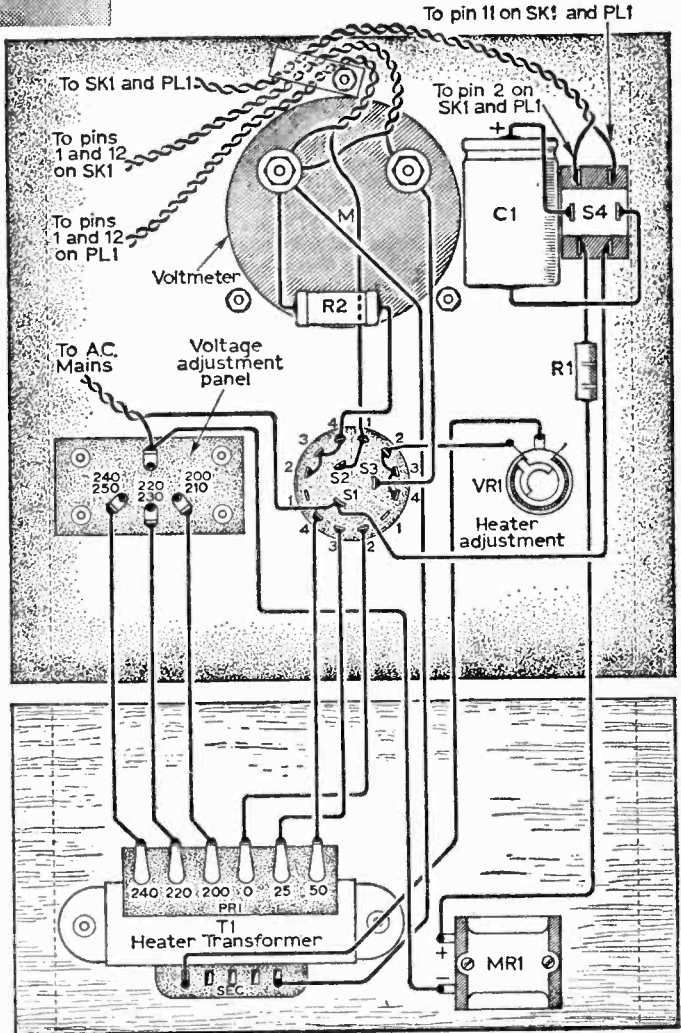 To pin 11 on SK1 and PL1
To SK1 and PL1
To pin 2 on
SK1 and PL1
To
pins
1 and 12
on SK1
+
C1
S4
To
pins
1 and 12
on PL1
M
Voltmeter
R2
R1
To A.C.
Mains
Voltage
adjustment
panel
4
1
3
2
2
S2
S3
3
1
S1
4
4
1
3
2
VR1
Heater
adjustment
240
250
220
230
200
210
240
220
200
0
25
50
PRI
T1
Heater Transformer
SEC
+
MR1
−